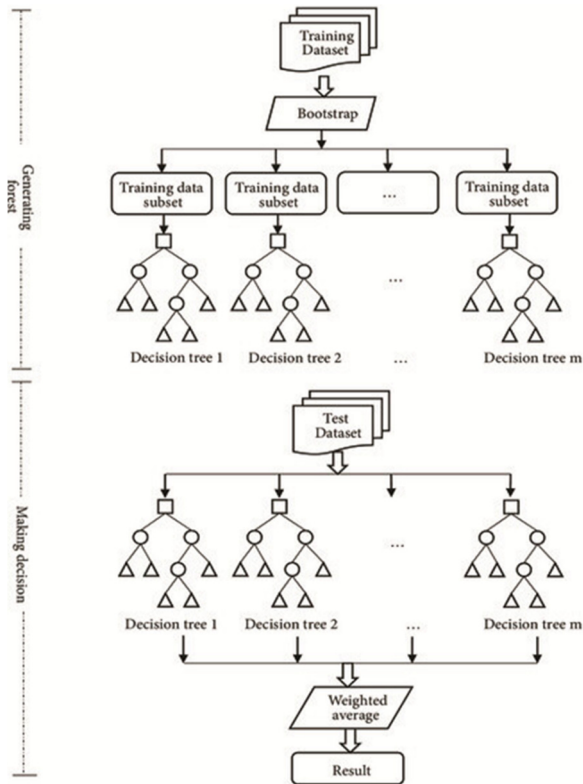 Training
Dataset
Bootstrap
Generating
forest
Training data
subset
Training data
subset
...
Training data
subset
...
Decision tree 1
Decision tree 2
...
Decision tree m
Test
Dataset
Making decision
...
Decision tree 1
Decision tree 2
...
Decision tree m
Weighted
average
Result